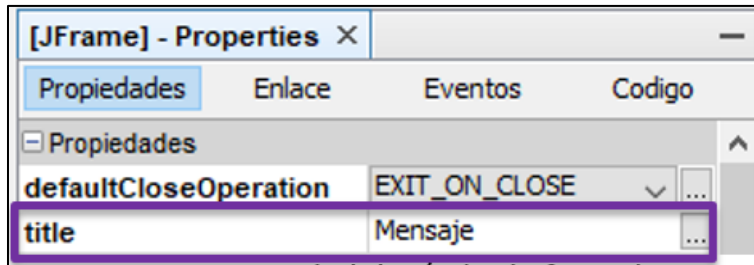 [JFrame] - Properties ×
Propiedades Enlace Eventos Codigo
Propiedades
defaultCloseOperation EXIT_ON_CLOSE ...
title Mensaje ...